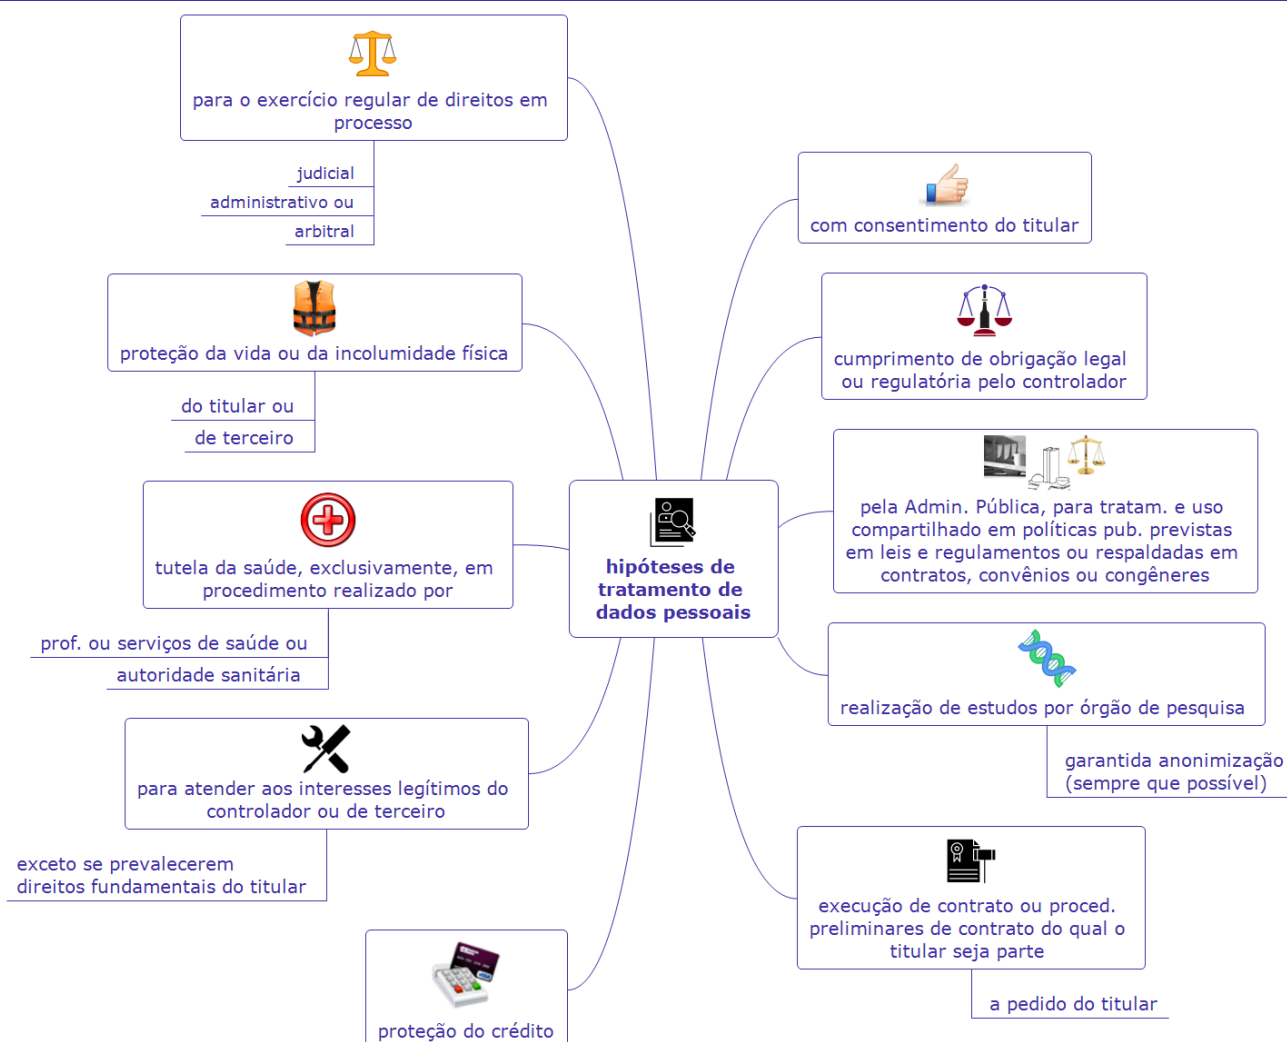 para o exercício regular de direitos em
processo
judicial
administrativo ou
arbitral
proteção da vida ou da incolumidade física
do titular ou
de terceiro
tutela da saúde, exclusivamente, em
procedimento realizado por
prof. ou serviços de saúde ou
autoridade sanitária
para atender aos interesses legítimos do
controlador ou de terceiro
exceto se prevalecerem
direitos fundamentais do titular
proteção do crédito
hipóteses de
tratamento de
dados pessoais
com consentimento do titular
cumprimento de obrigação legal
ou regulatória pelo controlador
pela Admin. Pública, para tratam. e uso
compartilhado em políticas pub. previstas
em leis e regulamentos ou respaldadas em
contratos, convênios ou congêneres
realização de estudos por órgão de pesquisa
garantida anonimização
(sempre que possível)
execução de contrato ou proced.
preliminares de contrato do qual o
titular seja parte
a pedido do titular